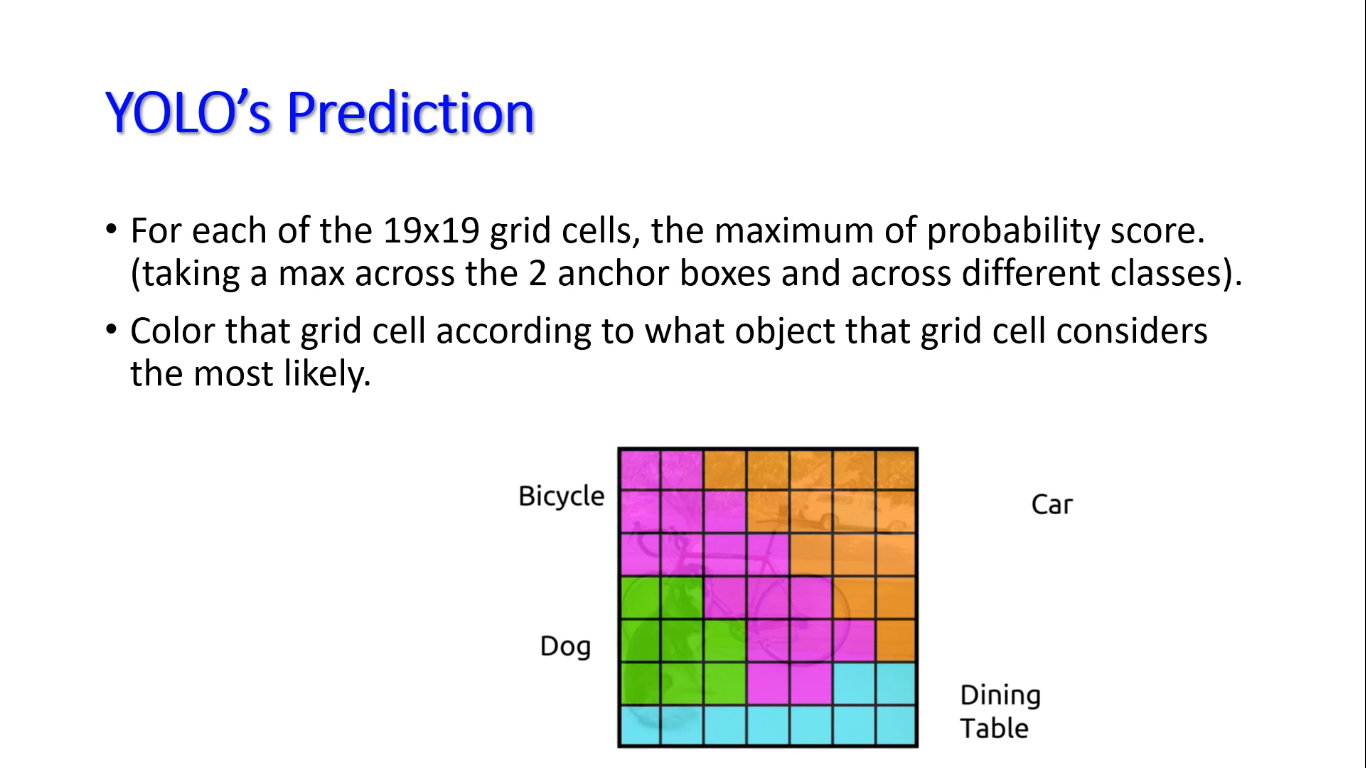 YOLO’s Prediction
• For each of the 19x19 grid cells, the maximum of probability score.
(taking a max across the 2 anchor boxes and across different classes).
• Color that grid cell according to what object that grid cell considers
the most likely.
Bicycle
Car
Dog
Dining
Table